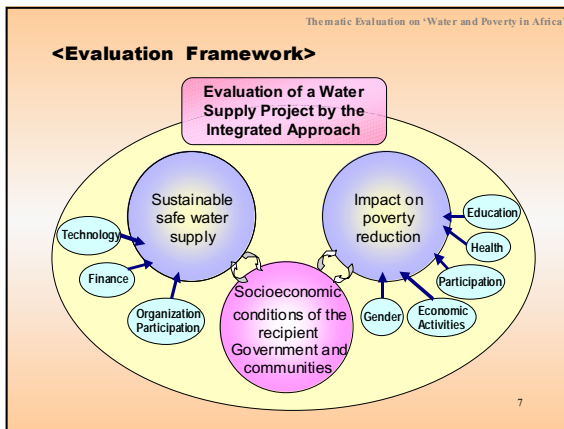 Thematic Evaluation on ‘Water and Poverty in Africa’
<Evaluation Framework>
Evaluation of a Water
Supply Project by the
Integrated Approach
Sustainable
safe water
supply
Technology
Finance
Organization
Participation
Impact on
poverty
reduction
Education
Health
Participation
Economic
Activities
Gender
Socioeconomic
conditions of the
recipient
Government and
communities
7